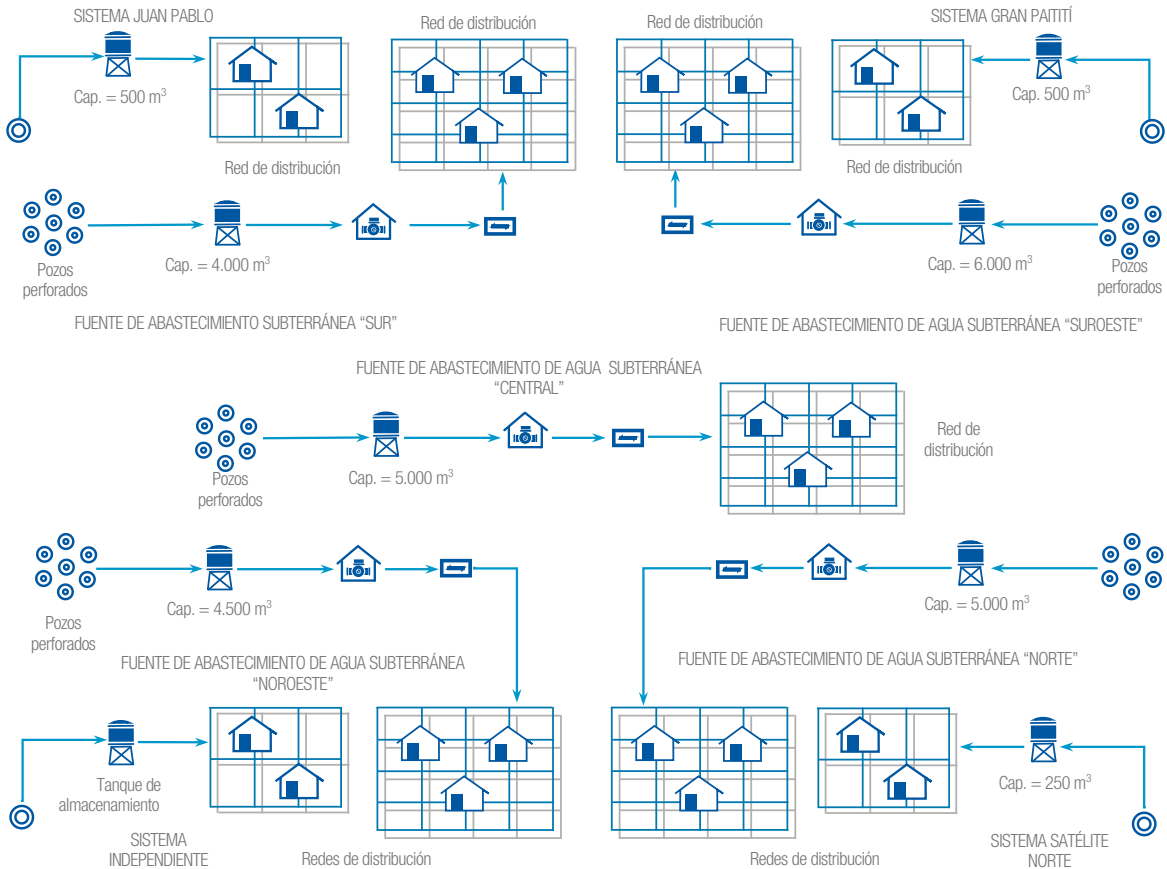 SISTEMA JUAN PABLO
Cap. = 500 m³
Red de distribución
Red de distribución
Red de distribución
SISTEMA GRAN PAITITÍ
Cap. 500 m³
Red de distribución
Pozos
perforados
Cap. = 4.000 m³
FUENTE DE ABASTECIMIENTO SUBTERRÁNEA “SUR”
Cap. = 6.000 m³
Pozos
perforados
FUENTE DE ABASTECIMIENTO DE AGUA SUBTERRÁNEA “SUROESTE”
FUENTE DE ABASTECIMIENTO DE AGUA SUBTERRÁNEA
“CENTRAL”
Pozos
perforados
Cap. = 5.000 m³
Red de
distribución
Pozos
perforados
Cap. = 4.500 m³
FUENTE DE ABASTECIMIENTO DE AGUA SUBTERRÁNEA
“NOROESTE”
Cap. = 5.000 m³
FUENTE DE ABASTECIMIENTO DE AGUA SUBTERRÁNEA “NORTE”
Tanque de
almacenamiento
SISTEMA
INDEPENDIENTE
Redes de distribución
Redes de distribución
Cap. = 250 m³
SISTEMA SATÉLITE
NORTE